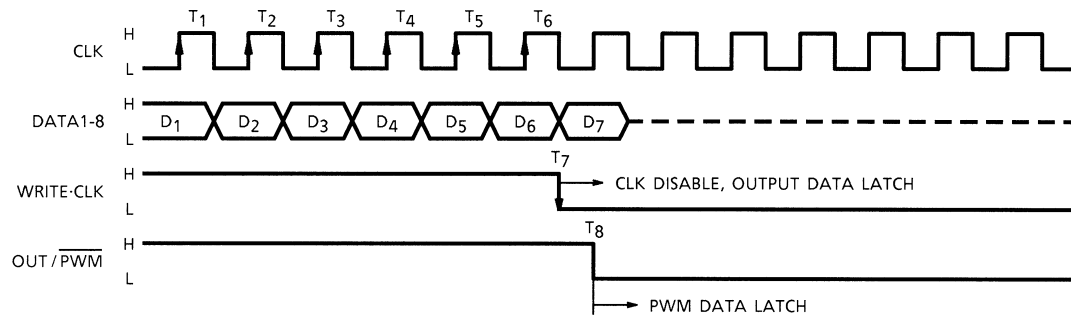 T1 T2 T3 T4 T5 T6
H
CLK
L
H
DATA1-8 D1 D2 D3 D4 D5 D6 D7
L
T7
H
WRITE·CLK CLK DISABLE, OUTPUT DATA LATCH
L
T8
H
OUT/PWM
L
PWM DATA LATCH